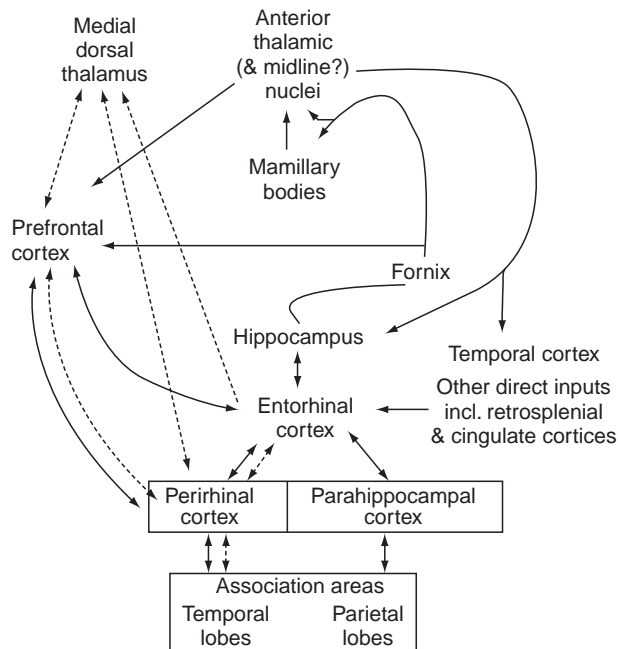 Medial
dorsal
thalamus
Anterior
thalamic
(& midline?)
nuclei
Mamillary
bodies
Prefrontal
cortex
Fornix
Hippocampus
Temporal cortex
Entorhinal
cortex
Other direct inputs
incl. retrosplenial
& cingulate cortices
Perirhinal
cortex
Parahippocampal
cortex
Association areas
Temporal
lobes
Parietal
lobes